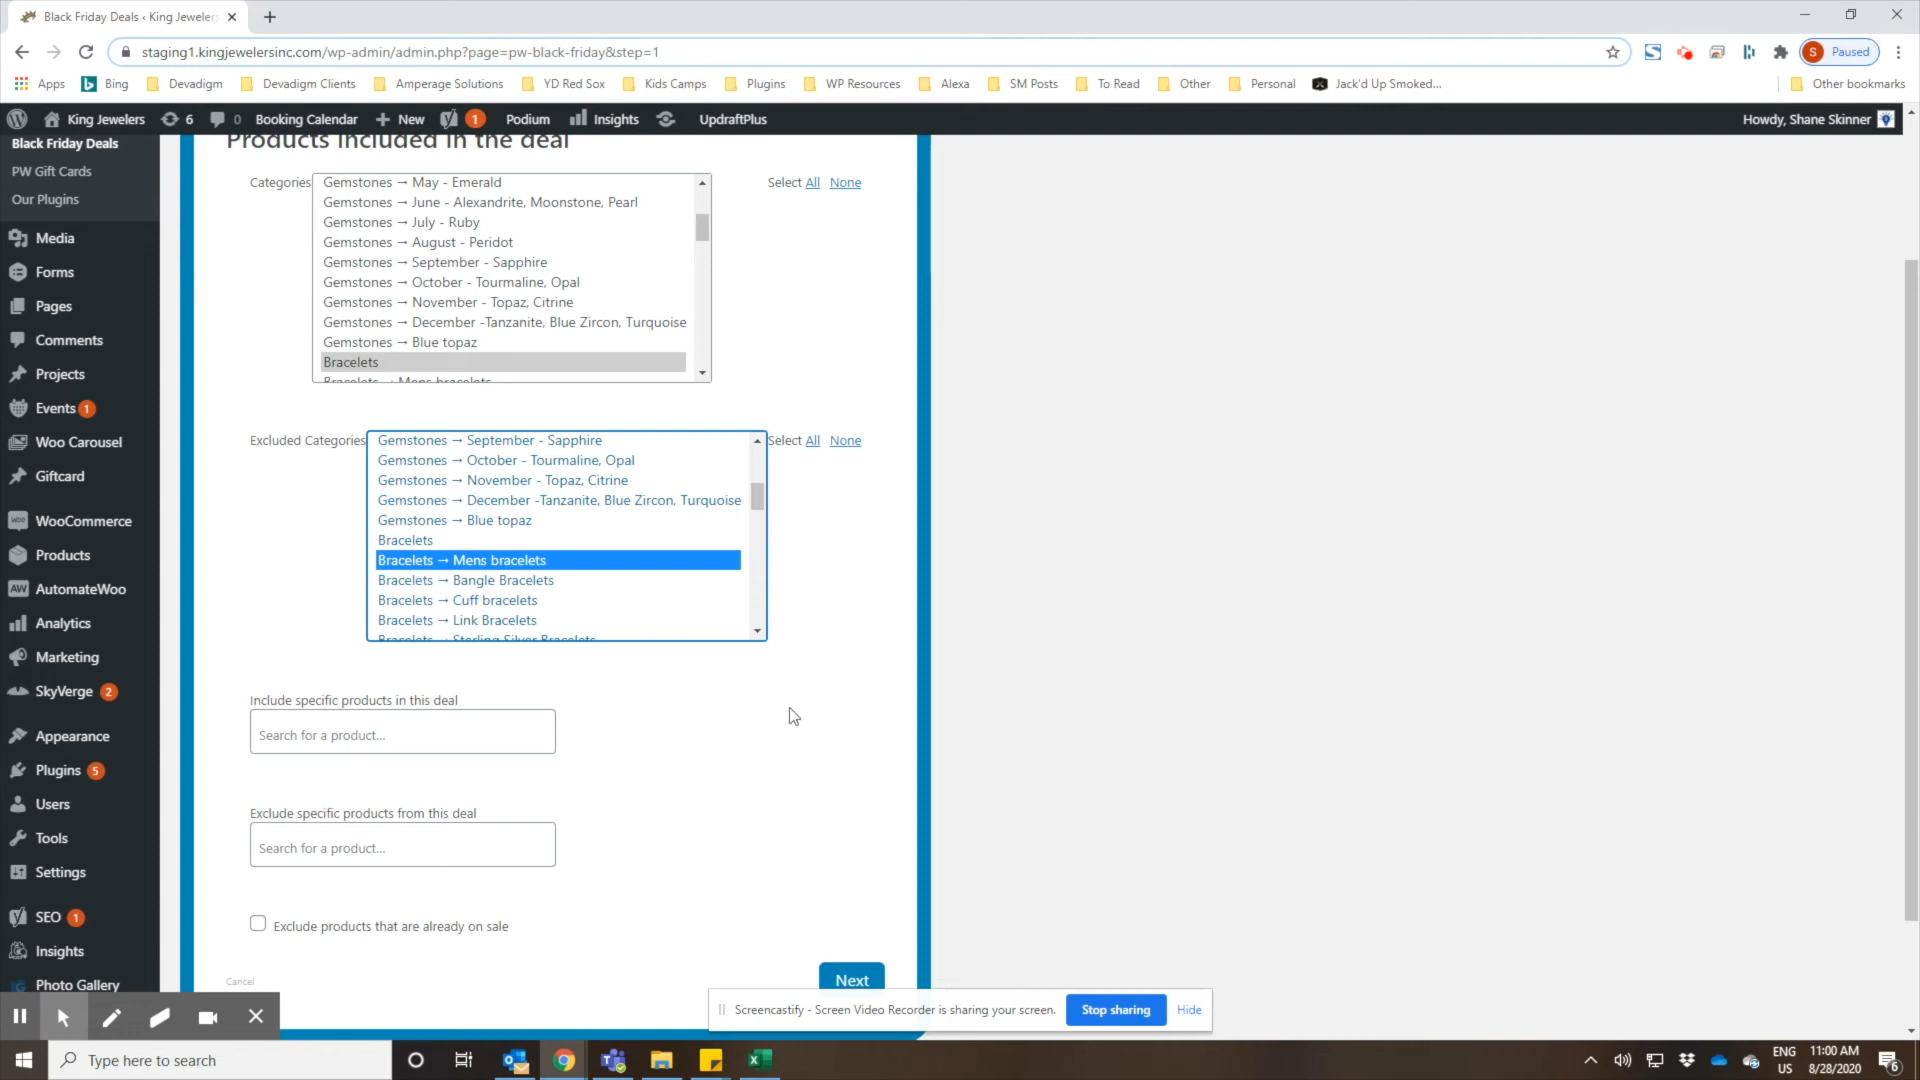 Black Friday Deals ‹ King Jewelers
staging1.kingjewelersinc.com/wp-admin/admin.php?page=pw-black-friday&step=1
S Paused
Apps Bing Devadigm Devadigm Clients Amperage Solutions YD Red Sox Kids Camps Plugins WP Resources Alexa SM Posts To Read Other Personal Jack'd Up Smoked... Other bookmarks
King Jewelers 6 0 Booking Calendar + New 1 Podium Insights UpdraftPlus Howdy, Shane Skinner
Black Friday Deals
PW Gift Cards
Our Plugins
Media
Forms
Pages
Comments
Projects
Events 1
Woo Carousel
Giftcard
WooCommerce
Products
AW AutomateWoo
Analytics
Marketing
SkyVerge 2
Appearance
Plugins 5
Users
Tools
Settings
SEO 1
Insights
Photo Gallery
Products included in the deal
Categories
Gemstones → May - Emerald
Gemstones → June - Alexandrite, Moonstone, Pearl
Gemstones → July - Ruby
Gemstones → August - Peridot
Gemstones → September - Sapphire
Gemstones → October - Tourmaline, Opal
Gemstones → November - Topaz, Citrine
Gemstones → December -Tanzanite, Blue Zircon, Turquoise
Gemstones → Blue topaz
Bracelets
Bracelets → Mens bracelets
Select All None
Excluded Categories
Gemstones → September - Sapphire
Gemstones → October - Tourmaline, Opal
Gemstones → November - Topaz, Citrine
Gemstones → December -Tanzanite, Blue Zircon, Turquoise
Gemstones → Blue topaz
Bracelets
Bracelets → Mens bracelets
Bracelets → Bangle Bracelets
Bracelets → Cuff bracelets
Bracelets → Link Bracelets
Bracelets → Sterling Silver Bracelets
Select All None
Include specific products in this deal
Search for a product...
Exclude specific products from this deal
Search for a product...
Exclude products that are already on sale
Cancel
Next
Screencastify - Screen Video Recorder is sharing your screen. Stop sharing Hide
Type here to search
ENG
US
11:00 AM
8/28/2020
6